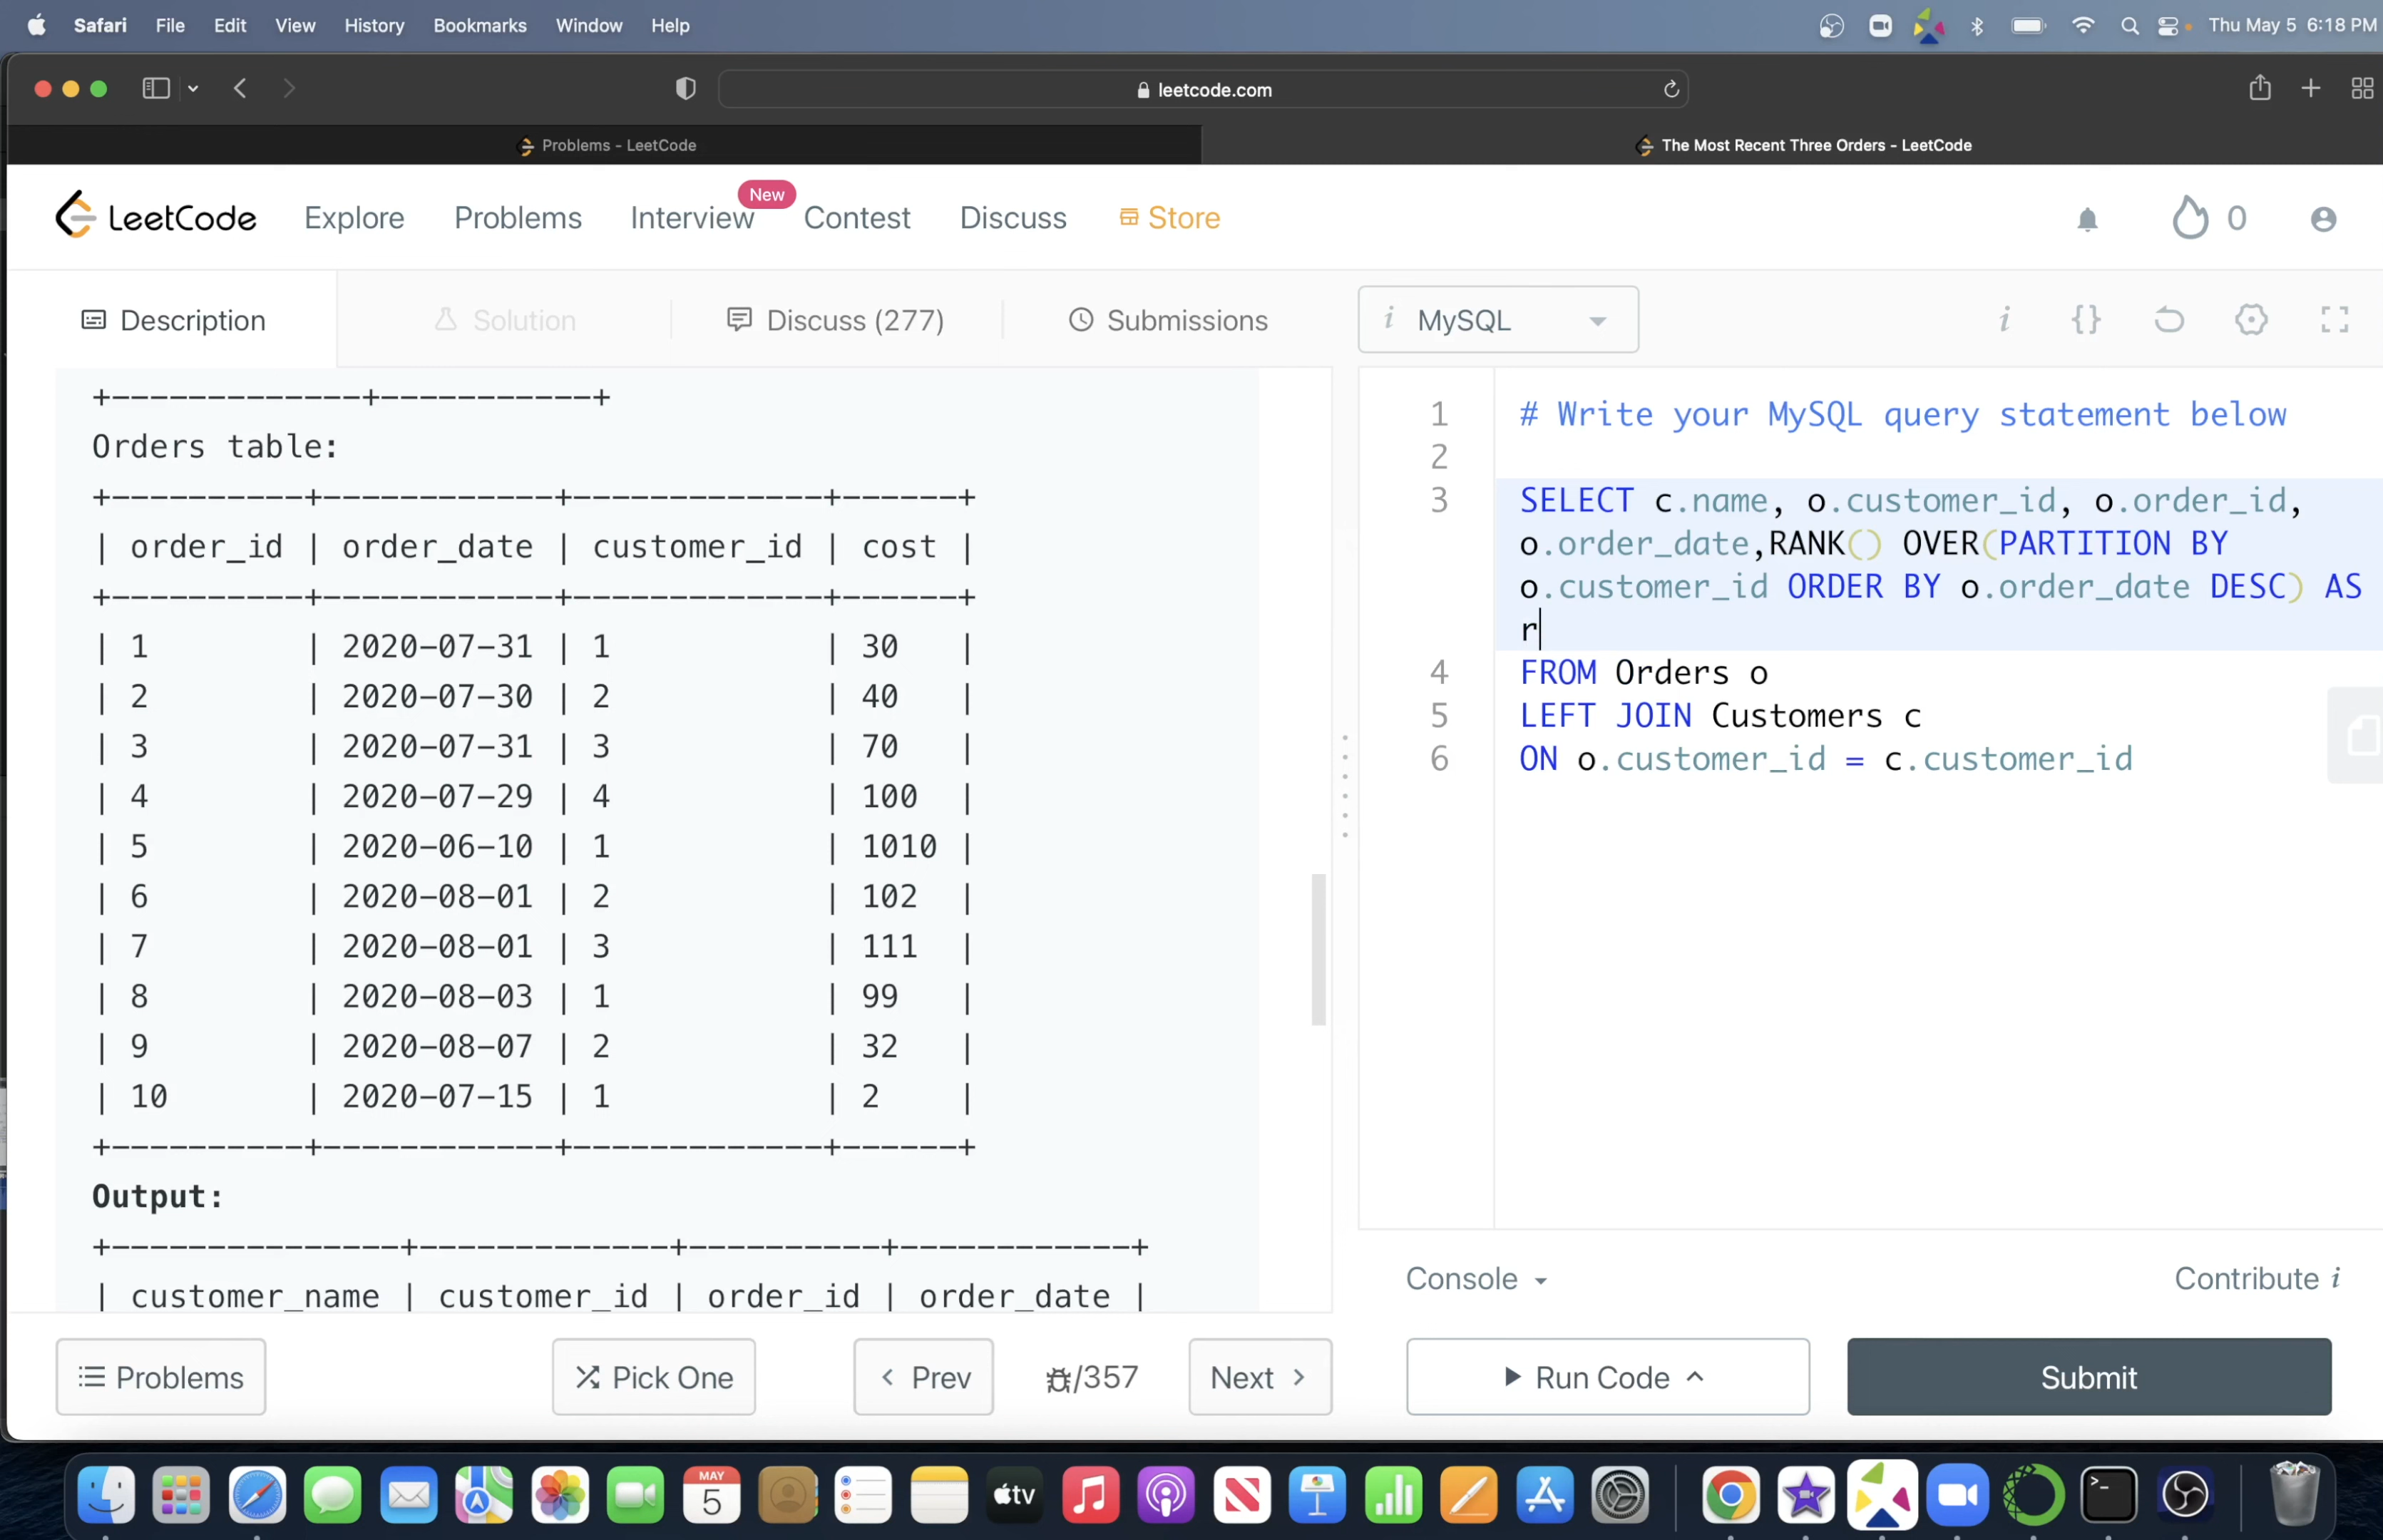 Safari File Edit View History Bookmarks Window Help Thu May 5 6:18 PM
leetcode.com
Problems - LeetCode The Most Recent Three Orders - LeetCode
LeetCode Explore Problems Interview New Contest Discuss Store 0
Description Solution Discuss (277) Submissions
+-------------+-----------+
Orders table:
+----------+------------+-------------+------+
| order_id | order_date | customer_id | cost |
+----------+------------+-------------+------+
| 1 | 2020-07-31 | 1 | 30 |
| 2 | 2020-07-30 | 2 | 40 |
| 3 | 2020-07-31 | 3 | 70 |
| 4 | 2020-07-29 | 4 | 100 |
| 5 | 2020-06-10 | 1 | 1010 |
| 6 | 2020-08-01 | 2 | 102 |
| 7 | 2020-08-01 | 3 | 111 |
| 8 | 2020-08-03 | 1 | 99 |
| 9 | 2020-08-07 | 2 | 32 |
| 10 | 2020-07-15 | 1 | 2 |
+----------+------------+-------------+------+
Output:
+---------------+-------------+----------+------------+
| customer_name | customer_id | order_id | order_date |
Problems Pick One < Prev /357 Next >
i MySQL i {}
1 # Write your MySQL query statement below
2
3 SELECT c.name, o.customer_id, o.order_id,
o.order_date,RANK() OVER(PARTITION BY
o.customer_id ORDER BY o.order_date DESC) AS
r
4 FROM Orders o
5 LEFT JOIN Customers c
6 ON o.customer_id = c.customer_id
Console Contribute i
Run Code Submit
MAY
5
tv